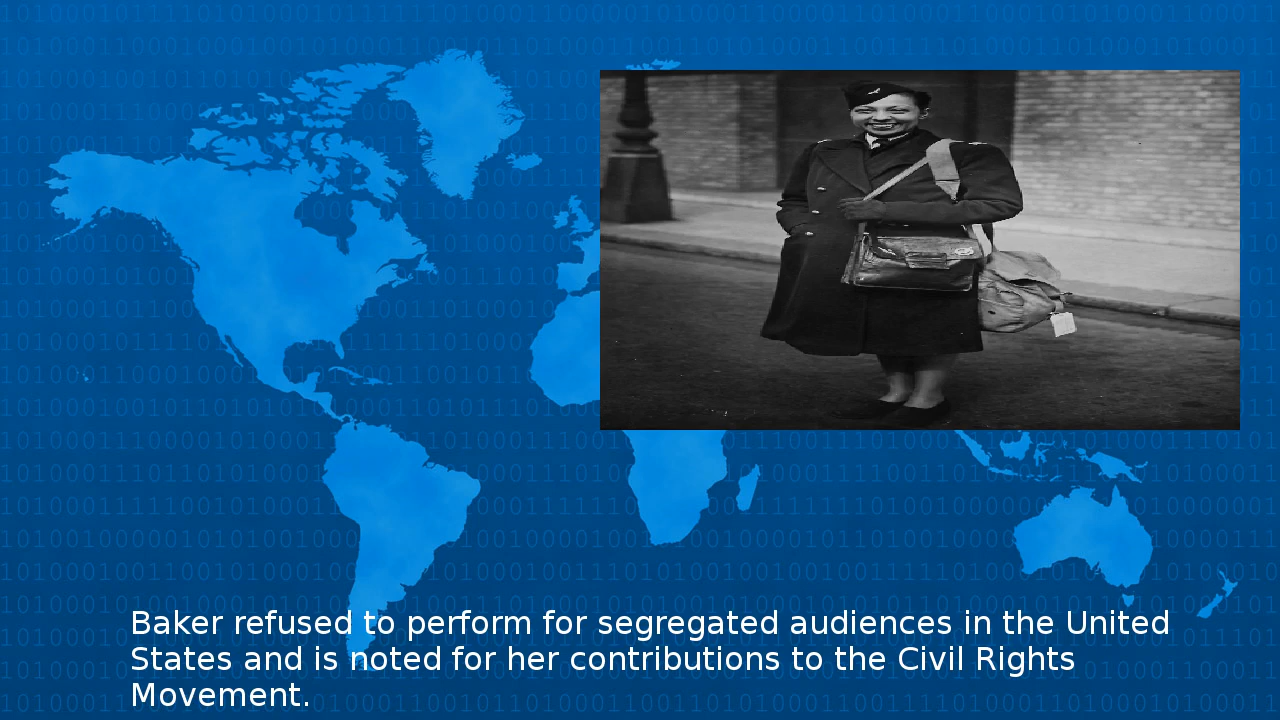 Baker refused to perform for segregated audiences in the United
States and is noted for her contributions to the Civil Rights
Movement.